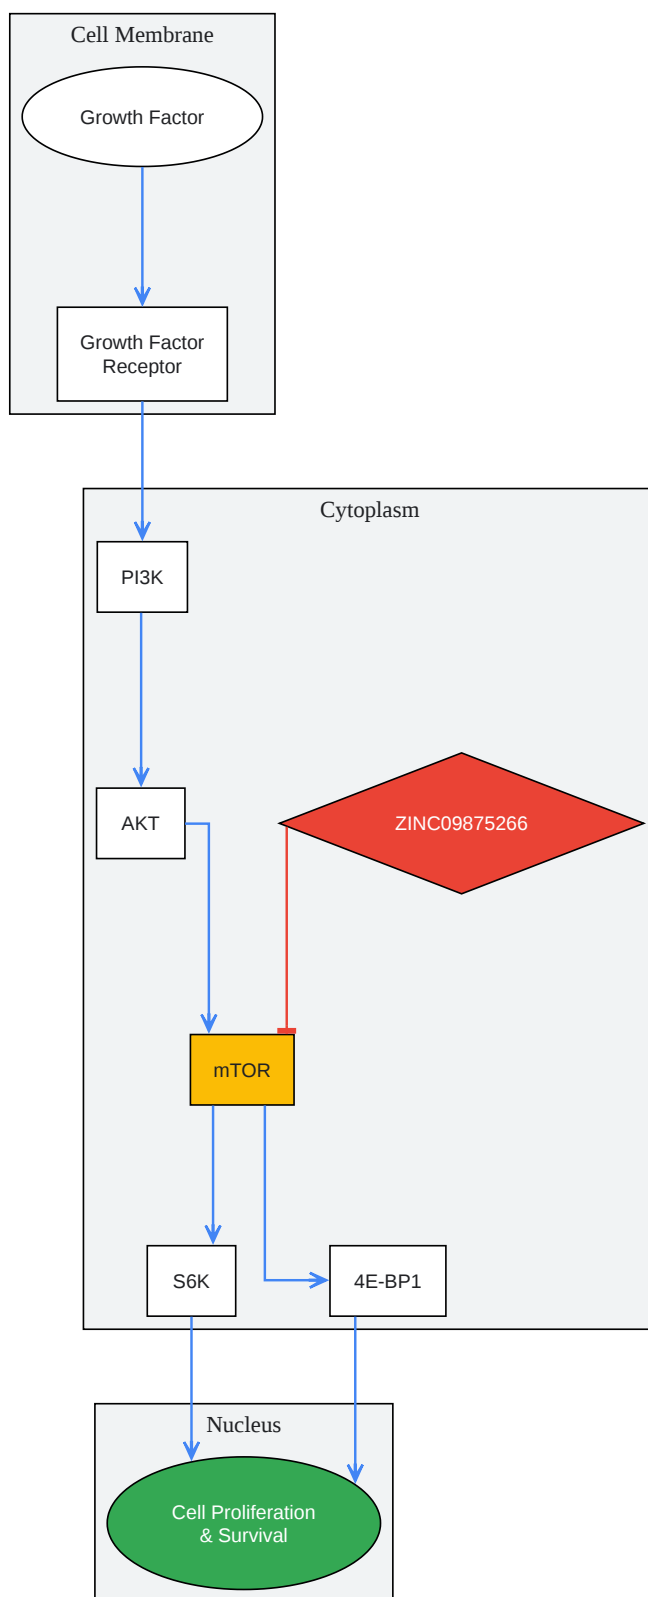 Cell Membrane
Growth Factor
Growth Factor
Receptor
Cytoplasm
PI3K
AKT
ZINC09875266
mTOR
S6K
4E-BP1
Nucleus
Cell Proliferation
& Survival